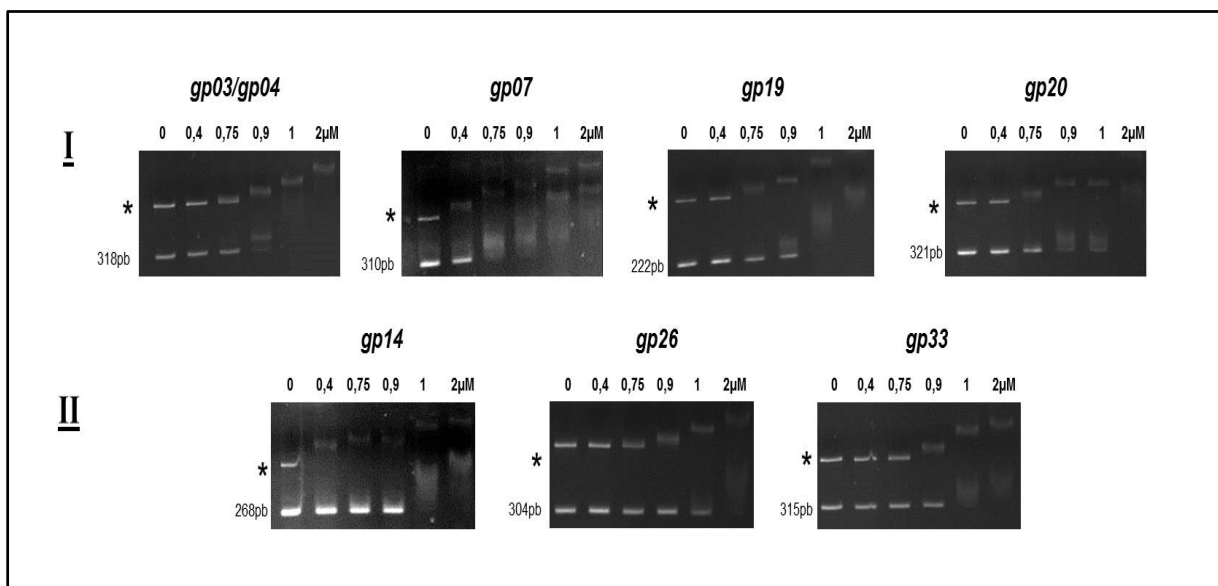 gp03/gp04 gp07 gp19 gp20
I
0 0,4 0,75 0,9 1 2µM 0 0,4 0,75 0,9 1 2µM 0 0,4 0,75 0,9 1 2µM 0 0,4 0,75 0,9 1 2µM
* * * *
318pb 310pb 222pb 321pb
gp14 gp26 gp33
II
0 0,4 0,75 0,9 1 2µM 0 0,4 0,75 0,9 1 2µM 0 0,4 0,75 0,9 1 2µM
* * *
268pb 304pb 315pb